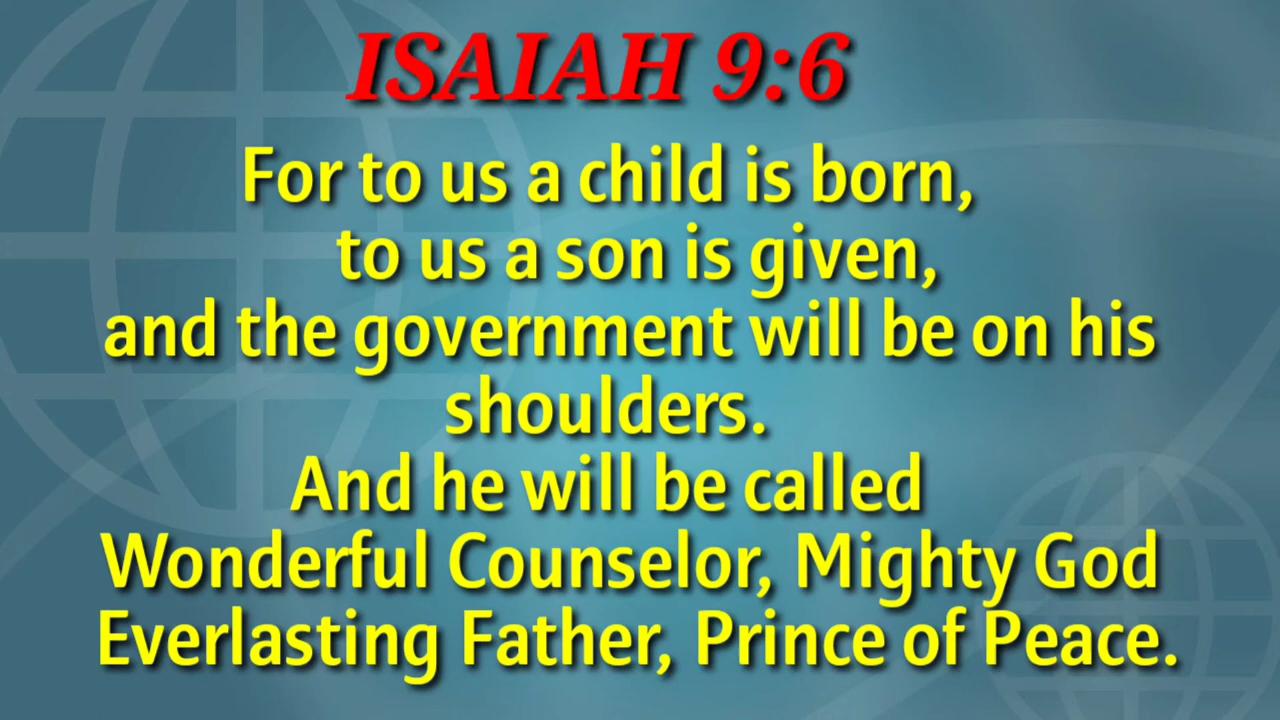 ISAIAH 9:6
For to us a child is born,
to us a son is given,
and the government will be on his
shoulders.
And he will be called
Wonderful Counselor, Mighty God
Everlasting Father, Prince of Peace.